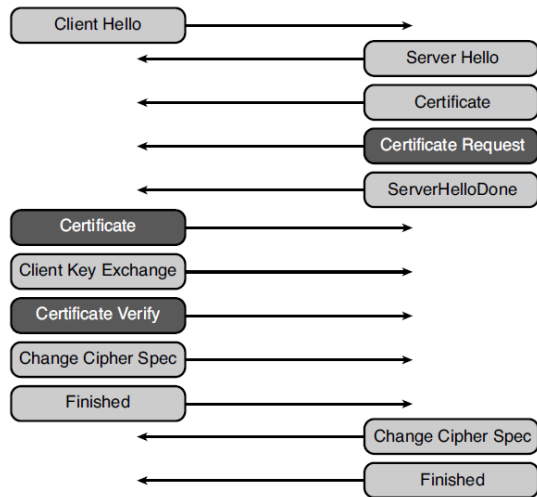 Client Hello
Server Hello
Certificate
Certificate Request
ServerHelloDone
Certificate
Client Key Exchange
Certificate Verify
Change Cipher Spec
Finished
Change Cipher Spec
Finished